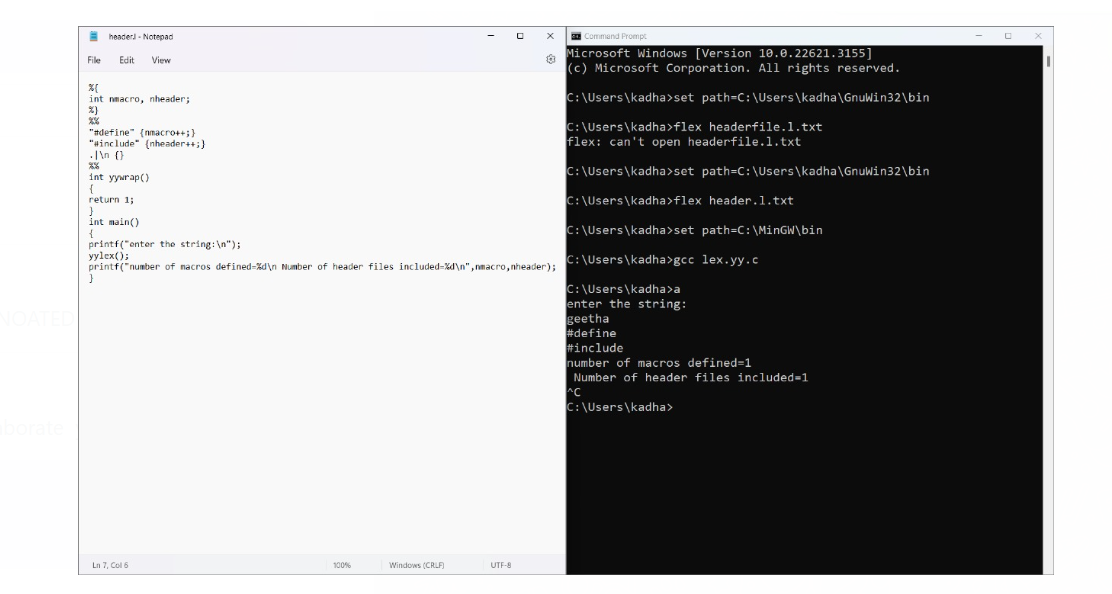 header.l - Notepad
File Edit View
%{
int nmacro, nheader;
%}
%%
"#define" {nmacro++;}
"#include" {nheader++;}
.|\n {}
%%
int yywrap()
{
return 1;
}
int main()
{
printf("enter the string:\n");
yylex();
printf("number of macros defined=%d\n Number of header files included=%d\n",nmacro,nheader);
}
Ln 7, Col 6 100% Windows (CRLF) UTF-8
Command Prompt
Microsoft Windows [Version 10.0.22621.3155]
(c) Microsoft Corporation. All rights reserved.
C:\Users\kadha>set path=C:\Users\kadha\GnuWin32\bin
C:\Users\kadha>flex headerfile.l.txt
flex: can't open headerfile.l.txt
C:\Users\kadha>set path=C:\Users\kadha\GnuWin32\bin
C:\Users\kadha>flex header.l.txt
C:\Users\kadha>set path=C:\MinGW\bin
C:\Users\kadha>gcc lex.yy.c
C:\Users\kadha>a
enter the string:
geetha
#define
#include
number of macros defined=1
Number of header files included=1
^C
C:\Users\kadha>